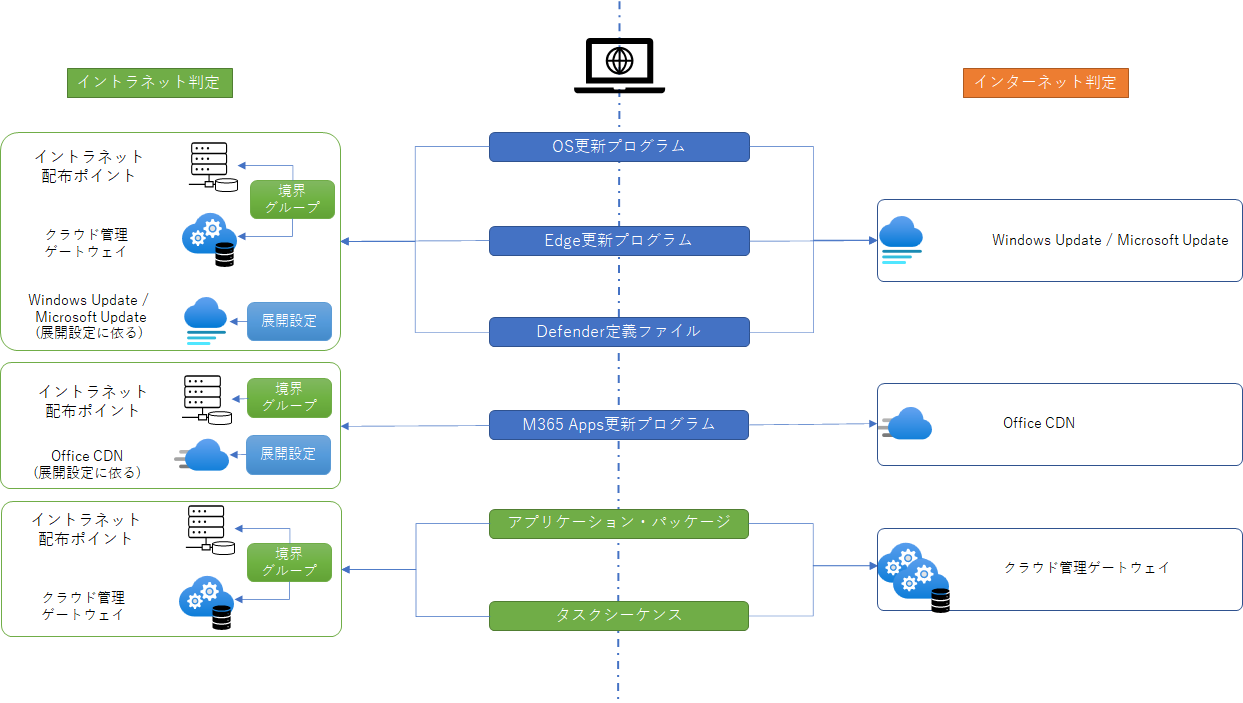 イントラネット判定
インターネット判定
イントラネット
配布ポイント
境界
グループ
クラウド管理
ゲートウェイ
Windows Update /
Microsoft Update
(展開設定に依る)
展開設定
OS更新プログラム
Edge更新プログラム
Defender定義ファイル
Windows Update / Microsoft Update
イントラネット
配布ポイント
境界
グループ
Office CDN
(展開設定に依る)
展開設定
M365 Apps更新プログラム
Office CDN
イントラネット
配布ポイント
境界
グループ
クラウド管理
ゲートウェイ
アプリケーション・パッケージ
タスクシーケンス
クラウド管理ゲートウェイ